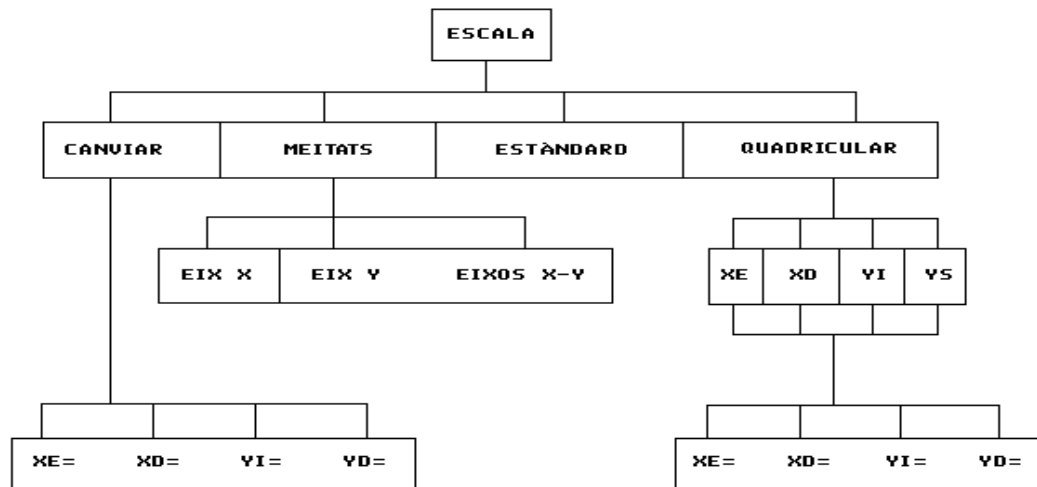 ESCALA
CANVIAR MEITATS ESTÀNDARD QUADRICULAR
EIX X EIX Y EIXOS X-Y
XE XD YI YS
XE= XD= YI= YD=
XE= XD= YI= YD=